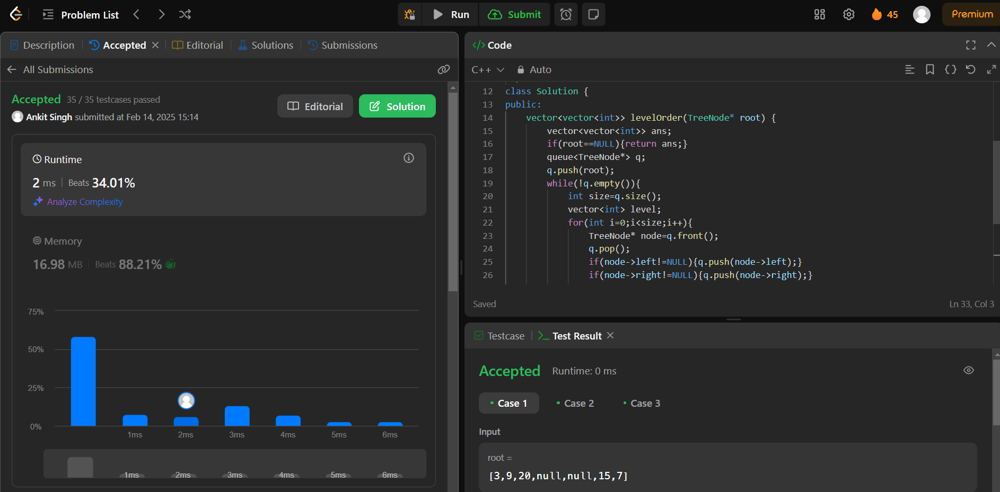 Problem List
Run
Submit
45
Premium
Description
Accepted
Editorial
Solutions
Submissions
All Submissions
Accepted 35 / 35 testcases passed
Ankit Singh submitted at Feb 14, 2025 15:14
Editorial
Solution
Runtime
2 ms | Beats 34.01%
Analyze Complexity
Memory
16.98 MB | Beats 88.21%
75%
50%
25%
0%
1ms 2ms 3ms 4ms 5ms 6ms
1ms 2ms 3ms 4ms 5ms 6ms
</> Code
C++ Auto
12 class Solution {
13 public:
14 vector<vector<int>> levelOrder(TreeNode* root) {
15 vector<vector<int>> ans;
16 if(root==NULL){return ans;}
17 queue<TreeNode*> q;
18 q.push(root);
19 while(!q.empty()){
20 int size=q.size();
21 vector<int> level;
22 for(int i=0;i<size;i++){
23 TreeNode* node=q.front();
24 q.pop();
25 if(node->left!=NULL){q.push(node->left);}
26 if(node->right!=NULL){q.push(node->right);}
Saved
Ln 33, Col 3
Testcase
Test Result
Accepted Runtime: 0 ms
Case 1
Case 2
Case 3
Input
root =
[3,9,20,null,null,15,7]